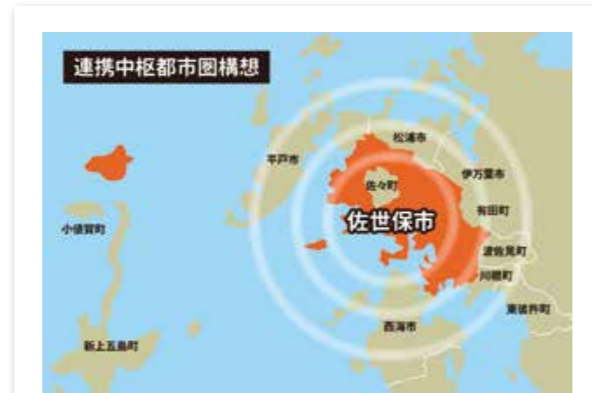 連携中枢都市圏構想
松浦市
平戸市
伊万里市
佐々町
有田町
佐世保市
小値賀町
波佐見町
川棚町
東彼杵町
西海市
新上五島町